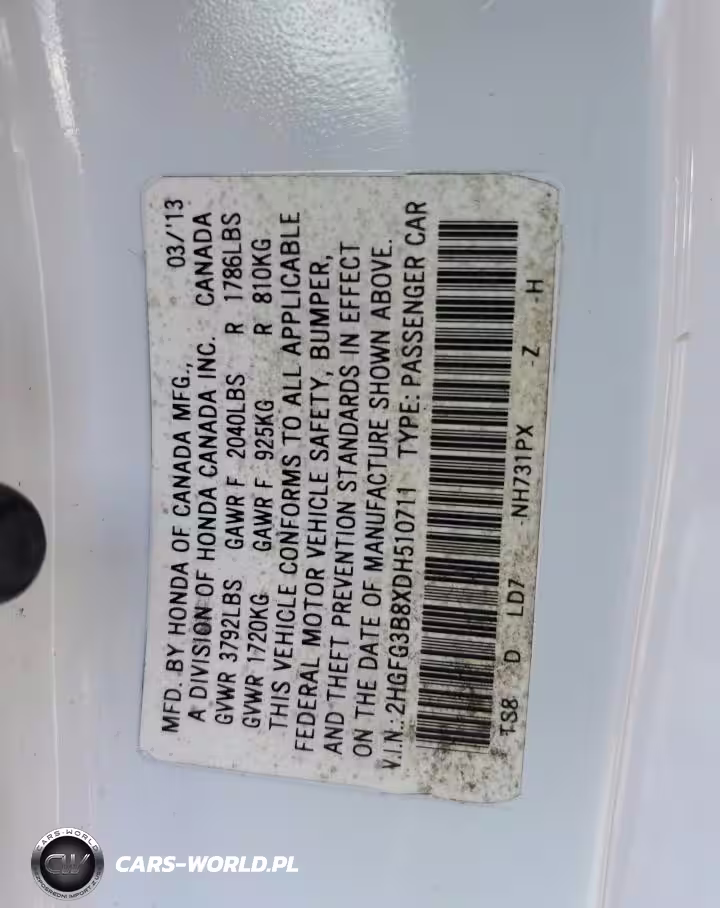 MFD. BY HONDA OF CANADA MFG., 03/'13
A DIVISION OF HONDA CANADA INC. CANADA
GVWR 3792LBS GAWR F 2040LBS R 1786LBS
GVWR 1720KG GAWR F 925KG R 810KG
THIS VEHICLE CONFORMS TO ALL APPLICABLE
FEDERAL MOTOR VEHICLE SAFETY, BUMPER,
AND THEFT PREVENTION STANDARDS IN EFFECT
ON THE DATE OF MANUFACTURE SHOWN ABOVE.
V.I.N.: 2HGFG3B8XDH510711 TYPE: PASSENGER CAR
TS8 D LD7 -NH731PX -Z -H
CARS-WORLD
CW
CARS-WORLD.PL